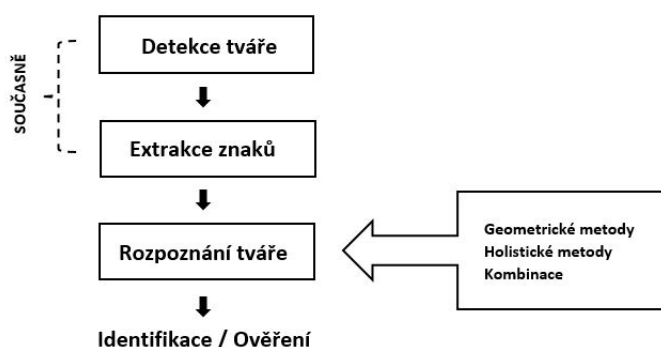 SOUČASNĚ
Detekce tváře
Extrakce znaků
Rozpoznání tváře
Geometrické metody
Holistické metody
Kombinace
Identifikace / Ověření